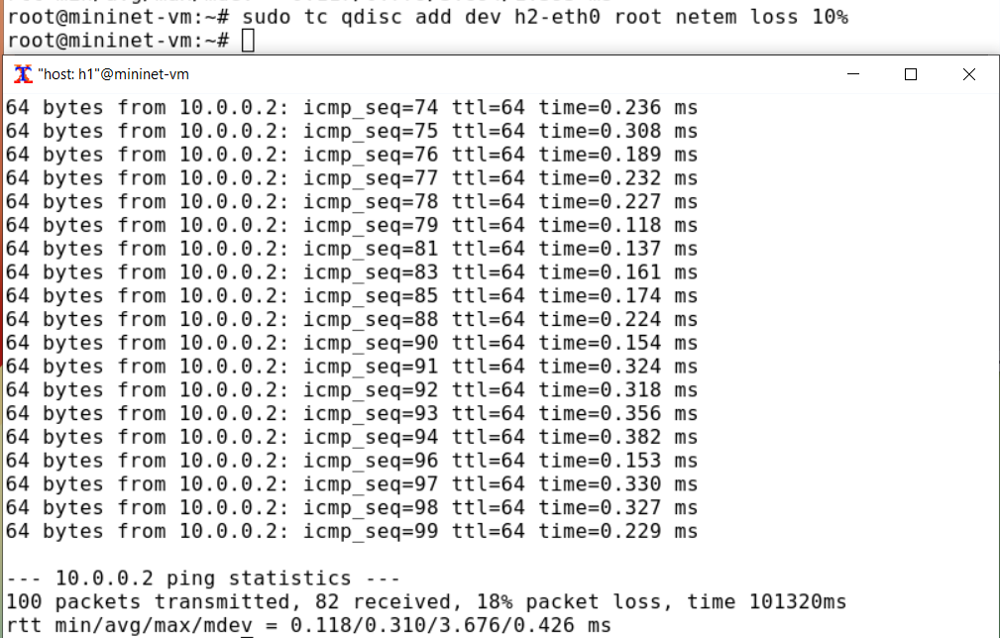 root@mininet-vm:~# sudo tc qdisc add dev h2-eth0 root netem loss 10%
root@mininet-vm:~#
"host: h1"@mininet-vm
64 bytes from 10.0.0.2: icmp_seq=74 ttl=64 time=0.236 ms
64 bytes from 10.0.0.2: icmp_seq=75 ttl=64 time=0.308 ms
64 bytes from 10.0.0.2: icmp_seq=76 ttl=64 time=0.189 ms
64 bytes from 10.0.0.2: icmp_seq=77 ttl=64 time=0.232 ms
64 bytes from 10.0.0.2: icmp_seq=78 ttl=64 time=0.227 ms
64 bytes from 10.0.0.2: icmp_seq=79 ttl=64 time=0.118 ms
64 bytes from 10.0.0.2: icmp_seq=81 ttl=64 time=0.137 ms
64 bytes from 10.0.0.2: icmp_seq=83 ttl=64 time=0.161 ms
64 bytes from 10.0.0.2: icmp_seq=85 ttl=64 time=0.174 ms
64 bytes from 10.0.0.2: icmp_seq=88 ttl=64 time=0.224 ms
64 bytes from 10.0.0.2: icmp_seq=90 ttl=64 time=0.154 ms
64 bytes from 10.0.0.2: icmp_seq=91 ttl=64 time=0.324 ms
64 bytes from 10.0.0.2: icmp_seq=92 ttl=64 time=0.318 ms
64 bytes from 10.0.0.2: icmp_seq=93 ttl=64 time=0.356 ms
64 bytes from 10.0.0.2: icmp_seq=94 ttl=64 time=0.382 ms
64 bytes from 10.0.0.2: icmp_seq=96 ttl=64 time=0.153 ms
64 bytes from 10.0.0.2: icmp_seq=97 ttl=64 time=0.330 ms
64 bytes from 10.0.0.2: icmp_seq=98 ttl=64 time=0.327 ms
64 bytes from 10.0.0.2: icmp_seq=99 ttl=64 time=0.229 ms
--- 10.0.0.2 ping statistics ---
100 packets transmitted, 82 received, 18% packet loss, time 101320ms
rtt min/avg/max/mdev = 0.118/0.310/3.676/0.426 ms